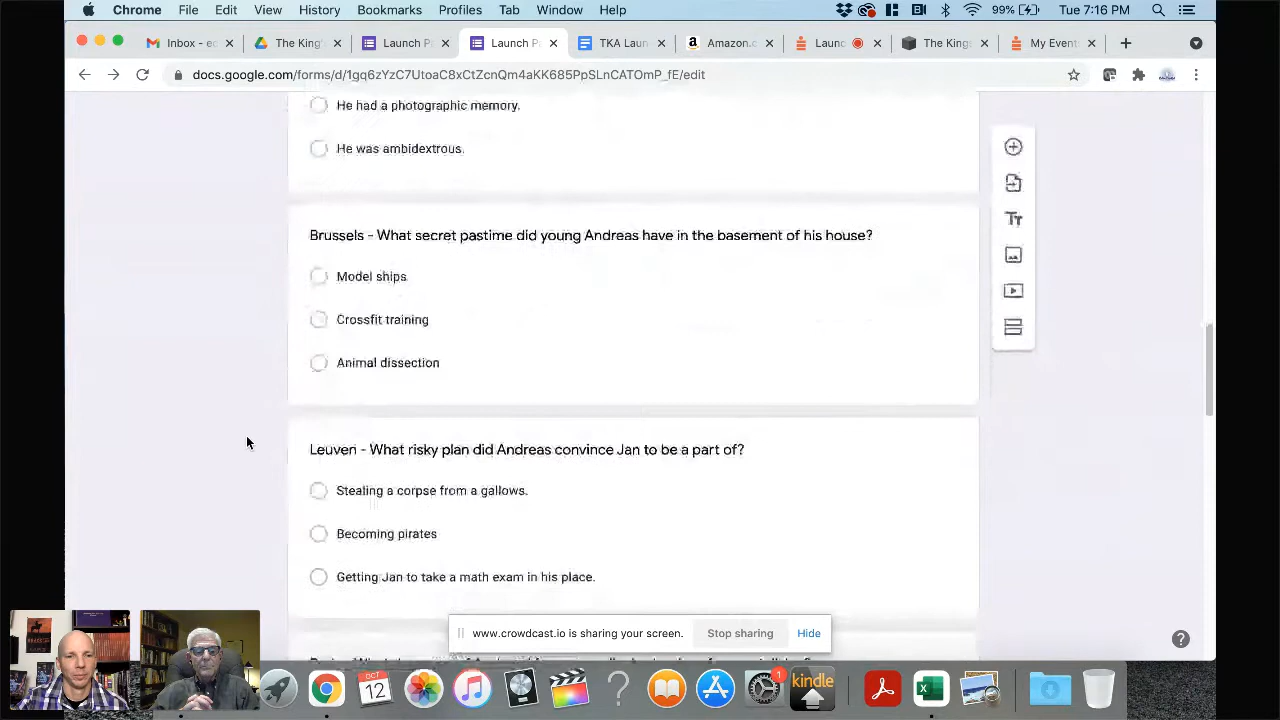 Chrome File Edit View History Bookmarks Profiles Tab Window Help 99% Tue 7:16 PM
Inbox - ec The King' Launch P Launch P TKA Laun Amazon.c Launc The Kings My Event
docs.google.com/forms/d/1gq6zYzC7UtoaC8xCtZcnQm4aKK685PpSLnCATOmP_fE/edit
He had a photographic memory.
He was ambidextrous.
Brussels - What secret pastime did young Andreas have in the basement of his house?
Model ships
Crossfit training
Animal dissection
Leuven - What risky plan did Andreas convince Jan to be a part of?
Stealing a corpse from a gallows.
Becoming pirates
Getting Jan to take a math exam in his place.
www.crowdcast.io is sharing your screen. Stop sharing Hide
OCT
12
1
kindle